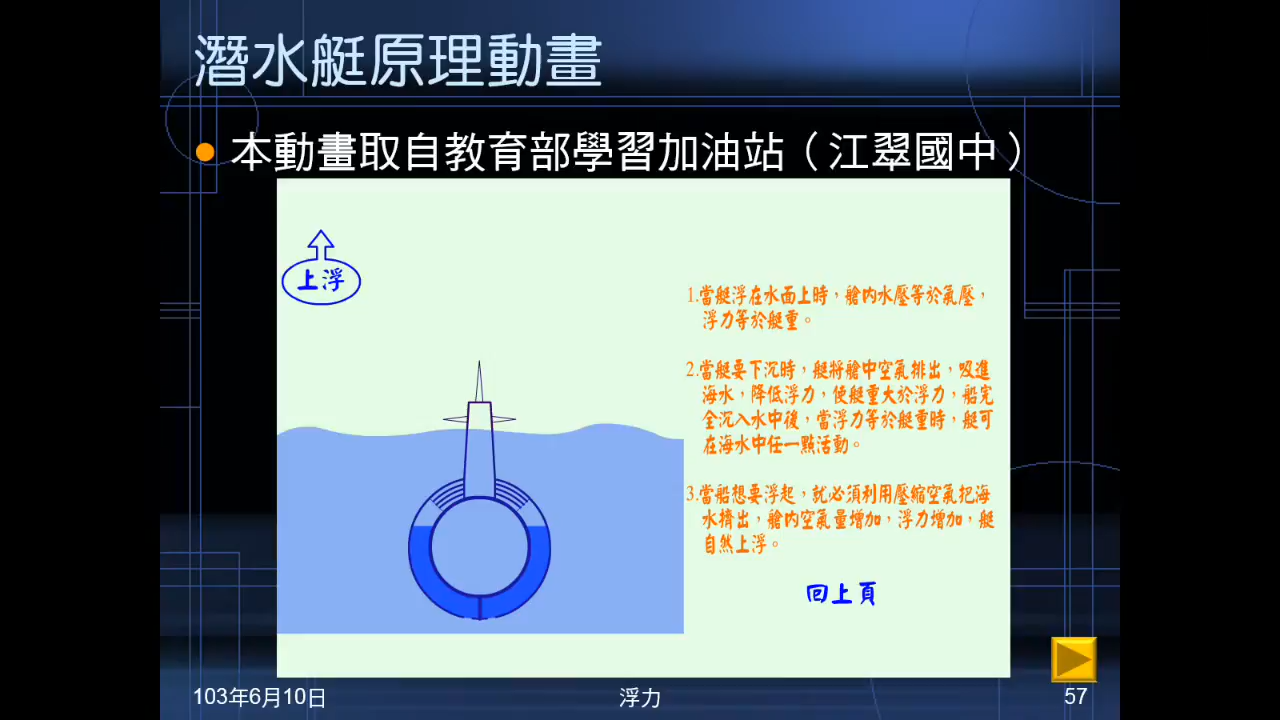 潛水艇原理動畫
本動畫取自教育部學習加油站（江翠國中）
上浮
1.當艇浮在水面上時，艙內水壓等於氣壓，
浮力等於艇重。
2.當艇要下沉時，艇將艙中空氣排出，吸進
海水，降低浮力，使艇重大於浮力，船完
全沉入水中後，當浮力等於艇重時，艇可
在海水中任一點活動。
3.當船想要浮起，就必須利用壓縮空氣把海
水擠出，艙內空氣量增加，浮力增加，艇
自然上浮。
回上頁
103年6月10日
浮力
57